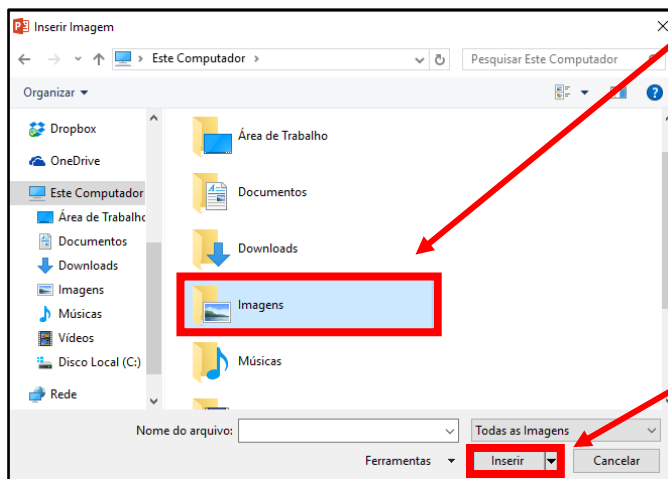 Inserir Imagem
Este Computador
Pesquisar Este Computador
Organizar
Dropbox
OneDrive
Este Computador
Área de Trabalho
Documentos
Downloads
Imagens
Músicas
Vídeos
Disco Local (C:)
Rede
Área de Trabalho
Documentos
Downloads
Imagens
Músicas
Nome do arquivo:
Todas as Imagens
Ferramentas
Inserir
Cancelar